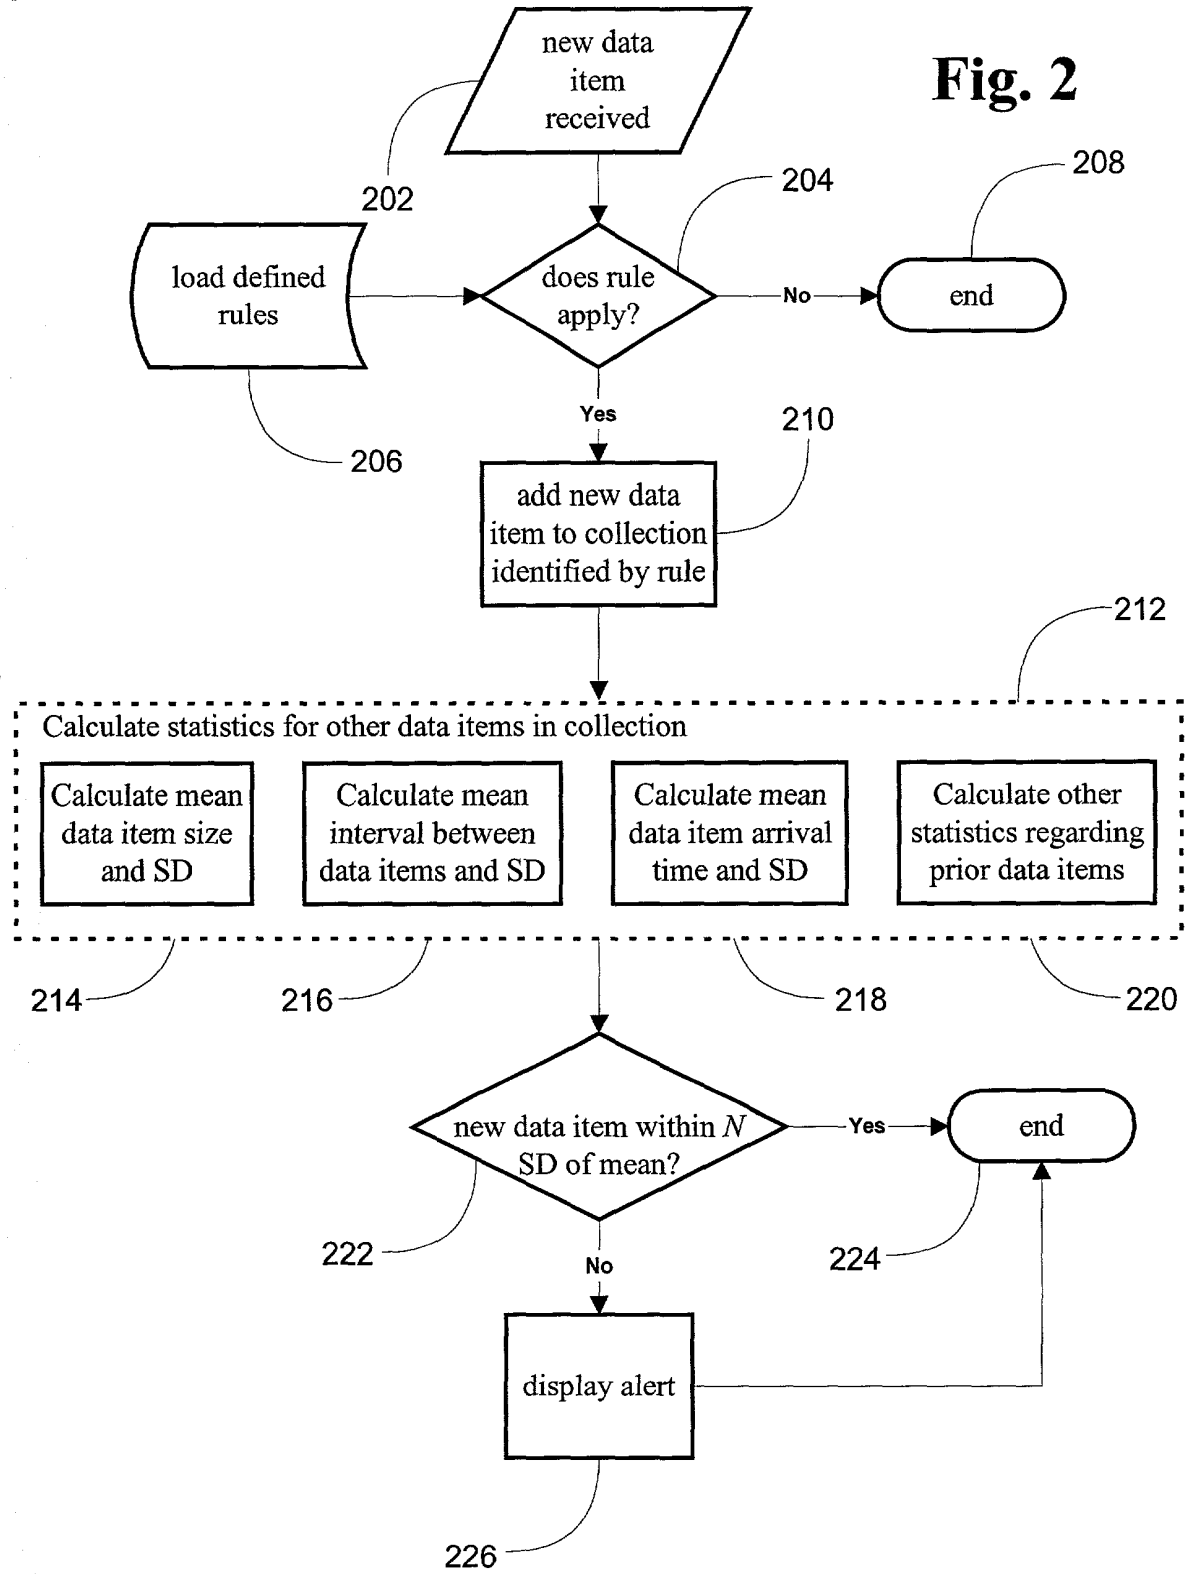 new data
item
received
Fig. 2
202
204
208
load defined
rules
does rule
apply?
No
end
206
Yes
210
add new data
item to collection
identified by rule
212
Calculate statistics for other data items in collection
Calculate mean
data item size
and SD
Calculate mean
interval between
data items and SD
Calculate mean
data item arrival
time and SD
Calculate other
statistics regarding
prior data items
214
216
218
220
new data item within N
SD of mean?
Yes
end
222
224
No
display alert
226